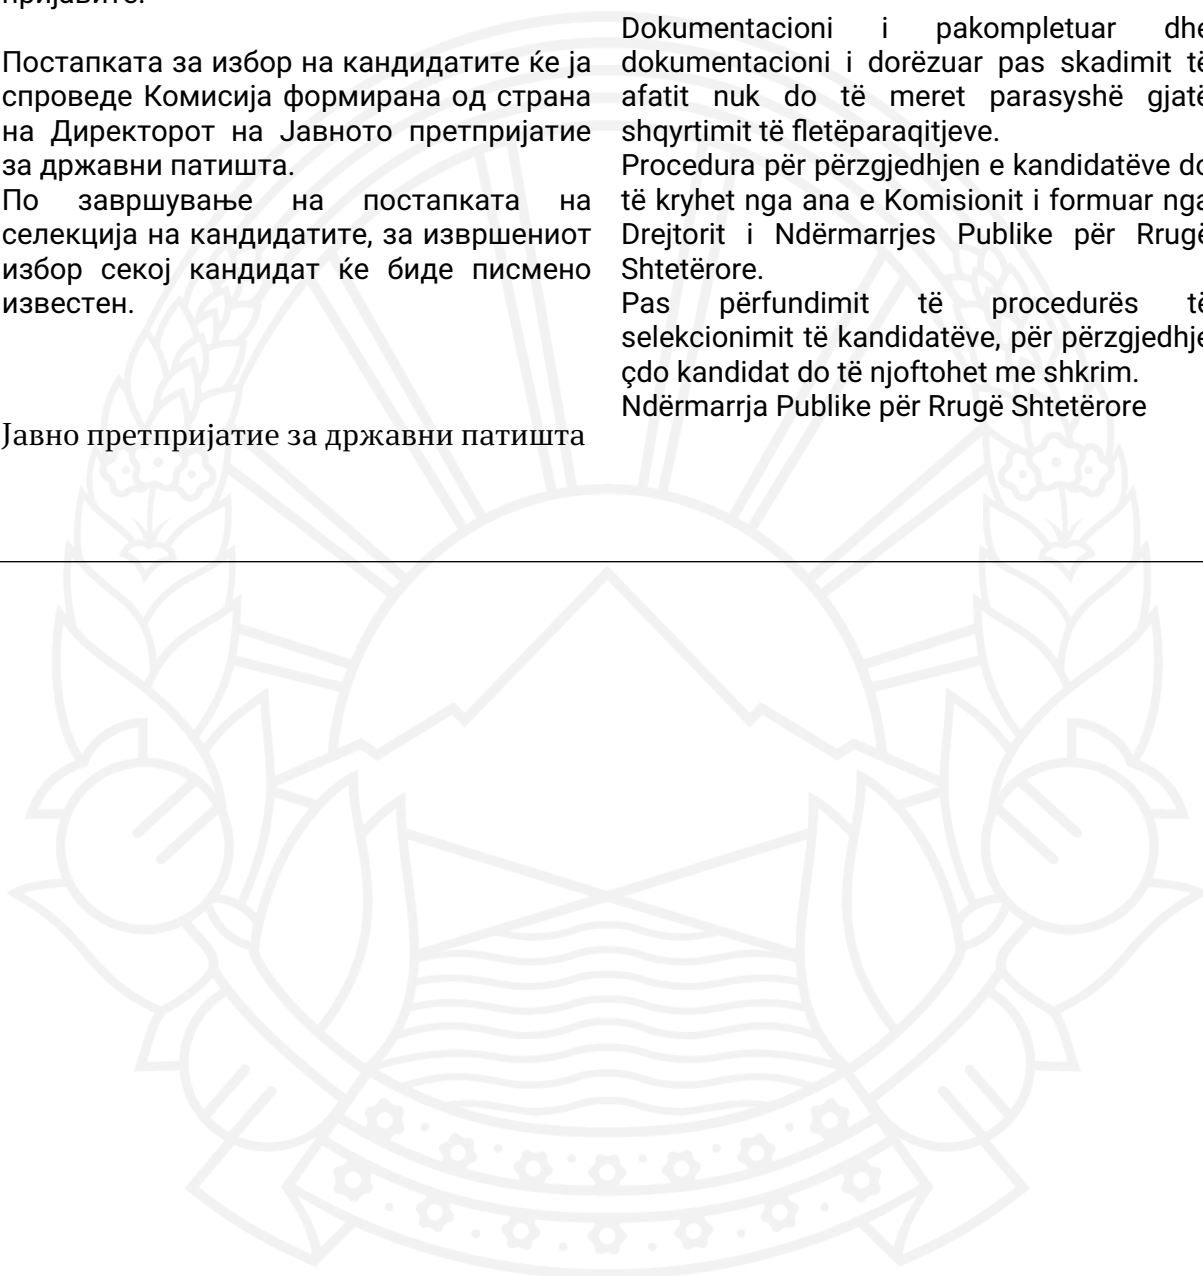 пријавите.
Постапката за избор на кандидатите ќе ја
спроведе Комисија формирана од страна
на Директорот на Јавното претпријатие
за државни патишта.
По завршување на постапката на
селекција на кандидатите, за извршениот
избор секој кандидат ќе биде писмено
известен.
Јавно претпријатие за државни патишта
Dokumentacioni i pakompletuar dhe
dokumentacioni i dorëzuar pas skadimit të
afatit nuk do të meret parasyshë gjatë
shqyrtimit të fletëparaqitjeve.
Procedura për përzgjedhjen e kandidatëve do
të kryhet nga ana e Komisionit i formuar nga
Drejtorit i Ndërmarrjes Publike për Rrugë
Shtetërore.
Pas përfundimit të procedurës të
selekcionimit të kandidatëve, për përzgjedhje
çdo kandidat do të njoftohet me shkrim.
Ndërmarrja Publike për Rrugë Shtetërore